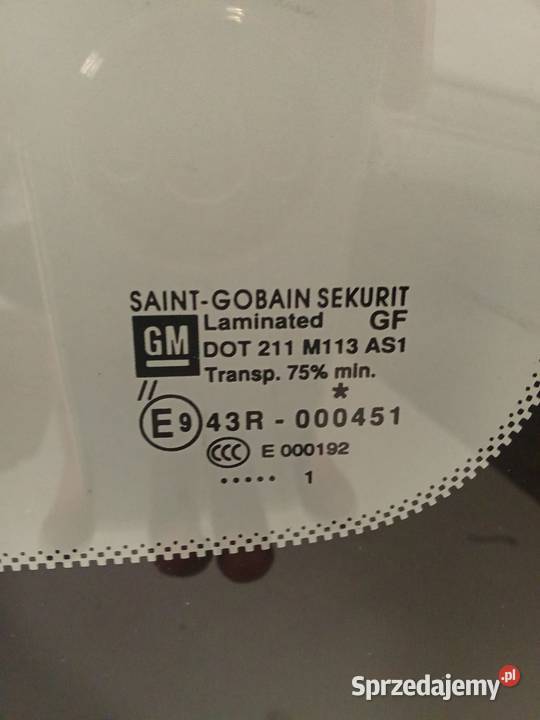 SAINT-GOBAIN SEKURIT
GM Laminated GF
DOT 211 M113 AS1
Transp. 75% min.
// *
E9 43R - 000451
CCC E 000192
..... 1
Sprzedajemy.pl